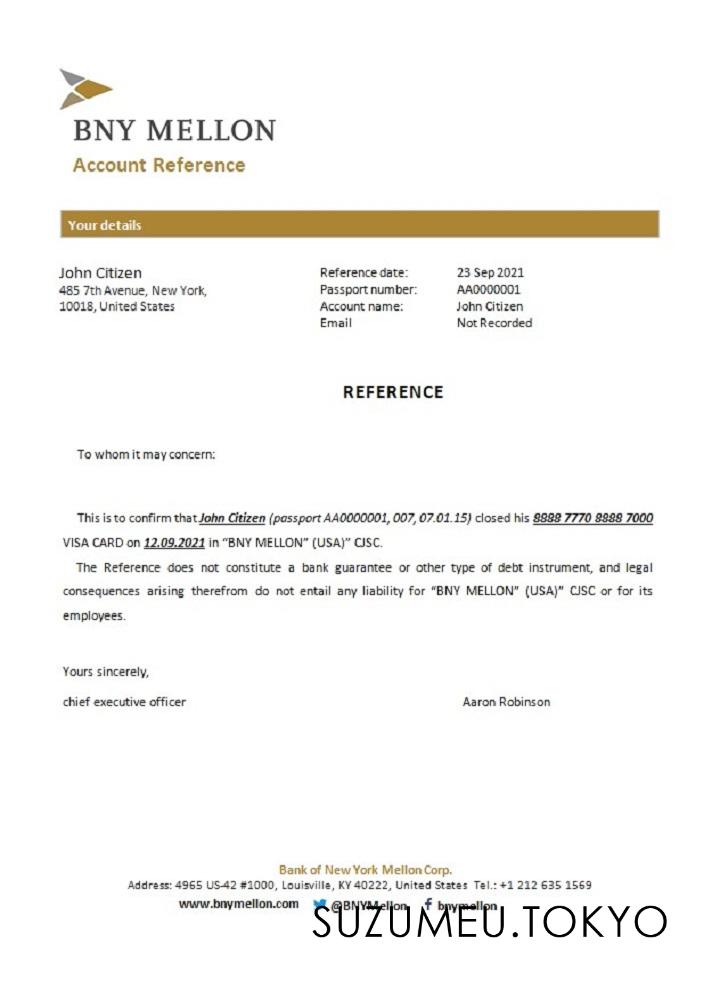 BNY MELLON
Account Reference
Your details
John Citizen
485 7th Avenue, New York,
10018, United States
Reference date: 23 Sep 2021
Passport number: AA0000001
Account name: John Citizen
Email Not Recorded
REFERENCE
To whom it may concern:
This is to confirm that John Citizen (passport AA0000001, 007, 07.01.15) closed his 8888 7770 8888 7000
VISA CARD on 12.09.2021 in “BNY MELLON” (USA)” CJSC.
The Reference does not constitute a bank guarantee or other type of debt instrument, and legal
consequences arising therefrom do not entail any liability for “BNY MELLON” (USA)” CJSC or for its
employees.
Yours sincerely,
chief executive officer Aaron Robinson
Bank of New York Mellon Corp.
Address: 4965 US-42 #1000, Louisville, KY 40222, United States Tel.: +1 212 635 1569
www.bnymellon.com @BNYMellon f bnymellon
SUZUMEU.TOKYO